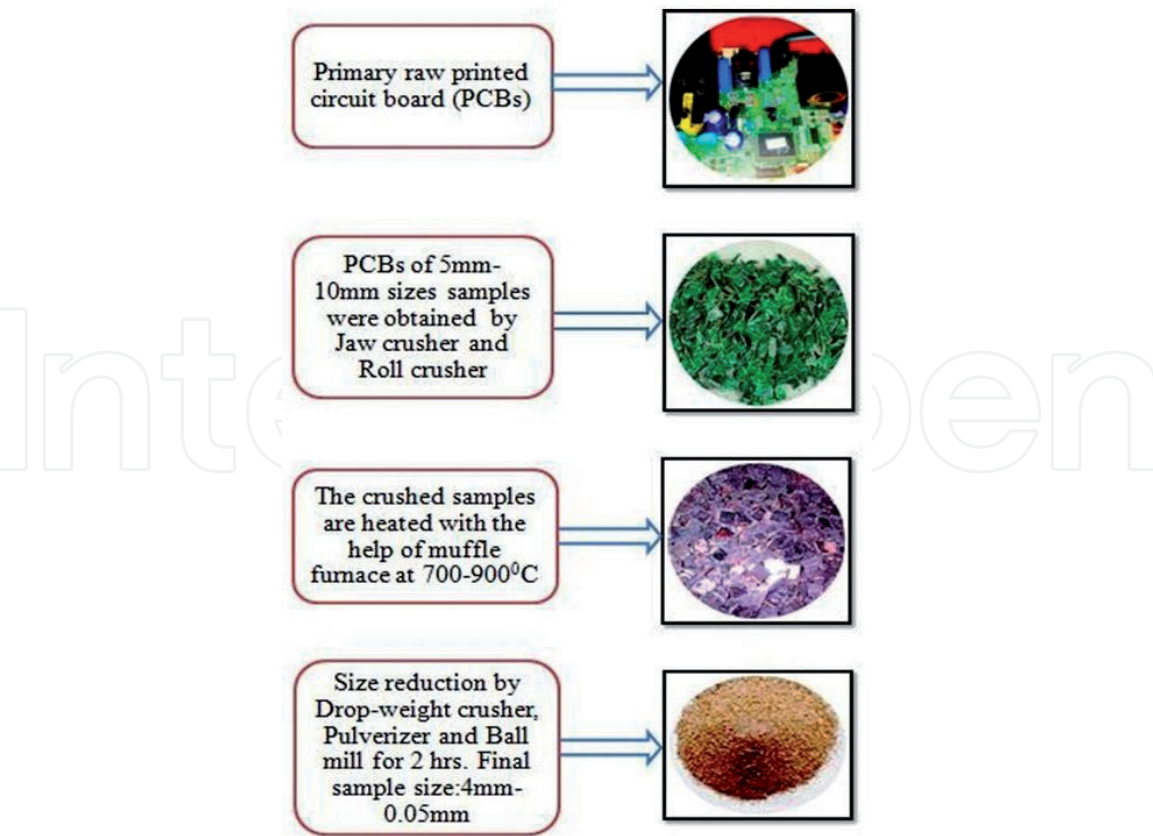 Primary raw printed
circuit board (PCBs)
PCBs of 5mm-
10mm sizes samples
were obtained by
Jaw crusher and
Roll crusher
The crushed samples
are heated with the
help of muffle
furnace at 700-900⁰C
Size reduction by
Drop-weight crusher,
Pulverizer and Ball
mill for 2 hrs. Final
sample size:4mm-
0.05mm